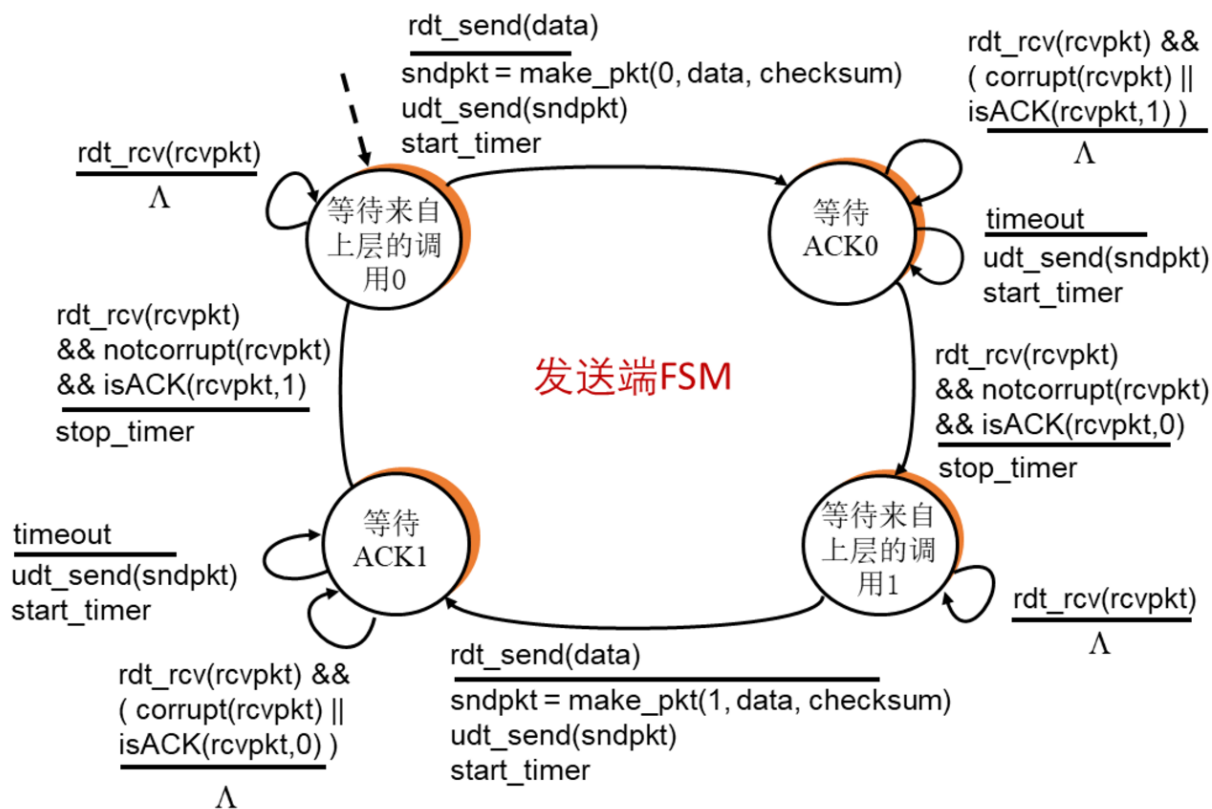 rdt_send(data)
sndpkt = make_pkt(0, data, checksum)
udt_send(sndpkt)
start_timer
rdt_rcv(rcvpkt) &&
( corrupt(rcvpkt) ||
isACK(rcvpkt,1) )
Λ
rdt_rcv(rcvpkt)
Λ
等待来自
上层的调
用0
等待
ACK0
timeout
udt_send(sndpkt)
start_timer
rdt_rcv(rcvpkt)
&& notcorrupt(rcvpkt)
&& isACK(rcvpkt,1)
stop_timer
发送端FSM
rdt_rcv(rcvpkt)
&& notcorrupt(rcvpkt)
&& isACK(rcvpkt,0)
stop_timer
等待
ACK1
等待来自
上层的调
用1
timeout
udt_send(sndpkt)
start_timer
rdt_rcv(rcvpkt)
Λ
rdt_rcv(rcvpkt) &&
( corrupt(rcvpkt) ||
isACK(rcvpkt,0) )
Λ
rdt_send(data)
sndpkt = make_pkt(1, data, checksum)
udt_send(sndpkt)
start_timer